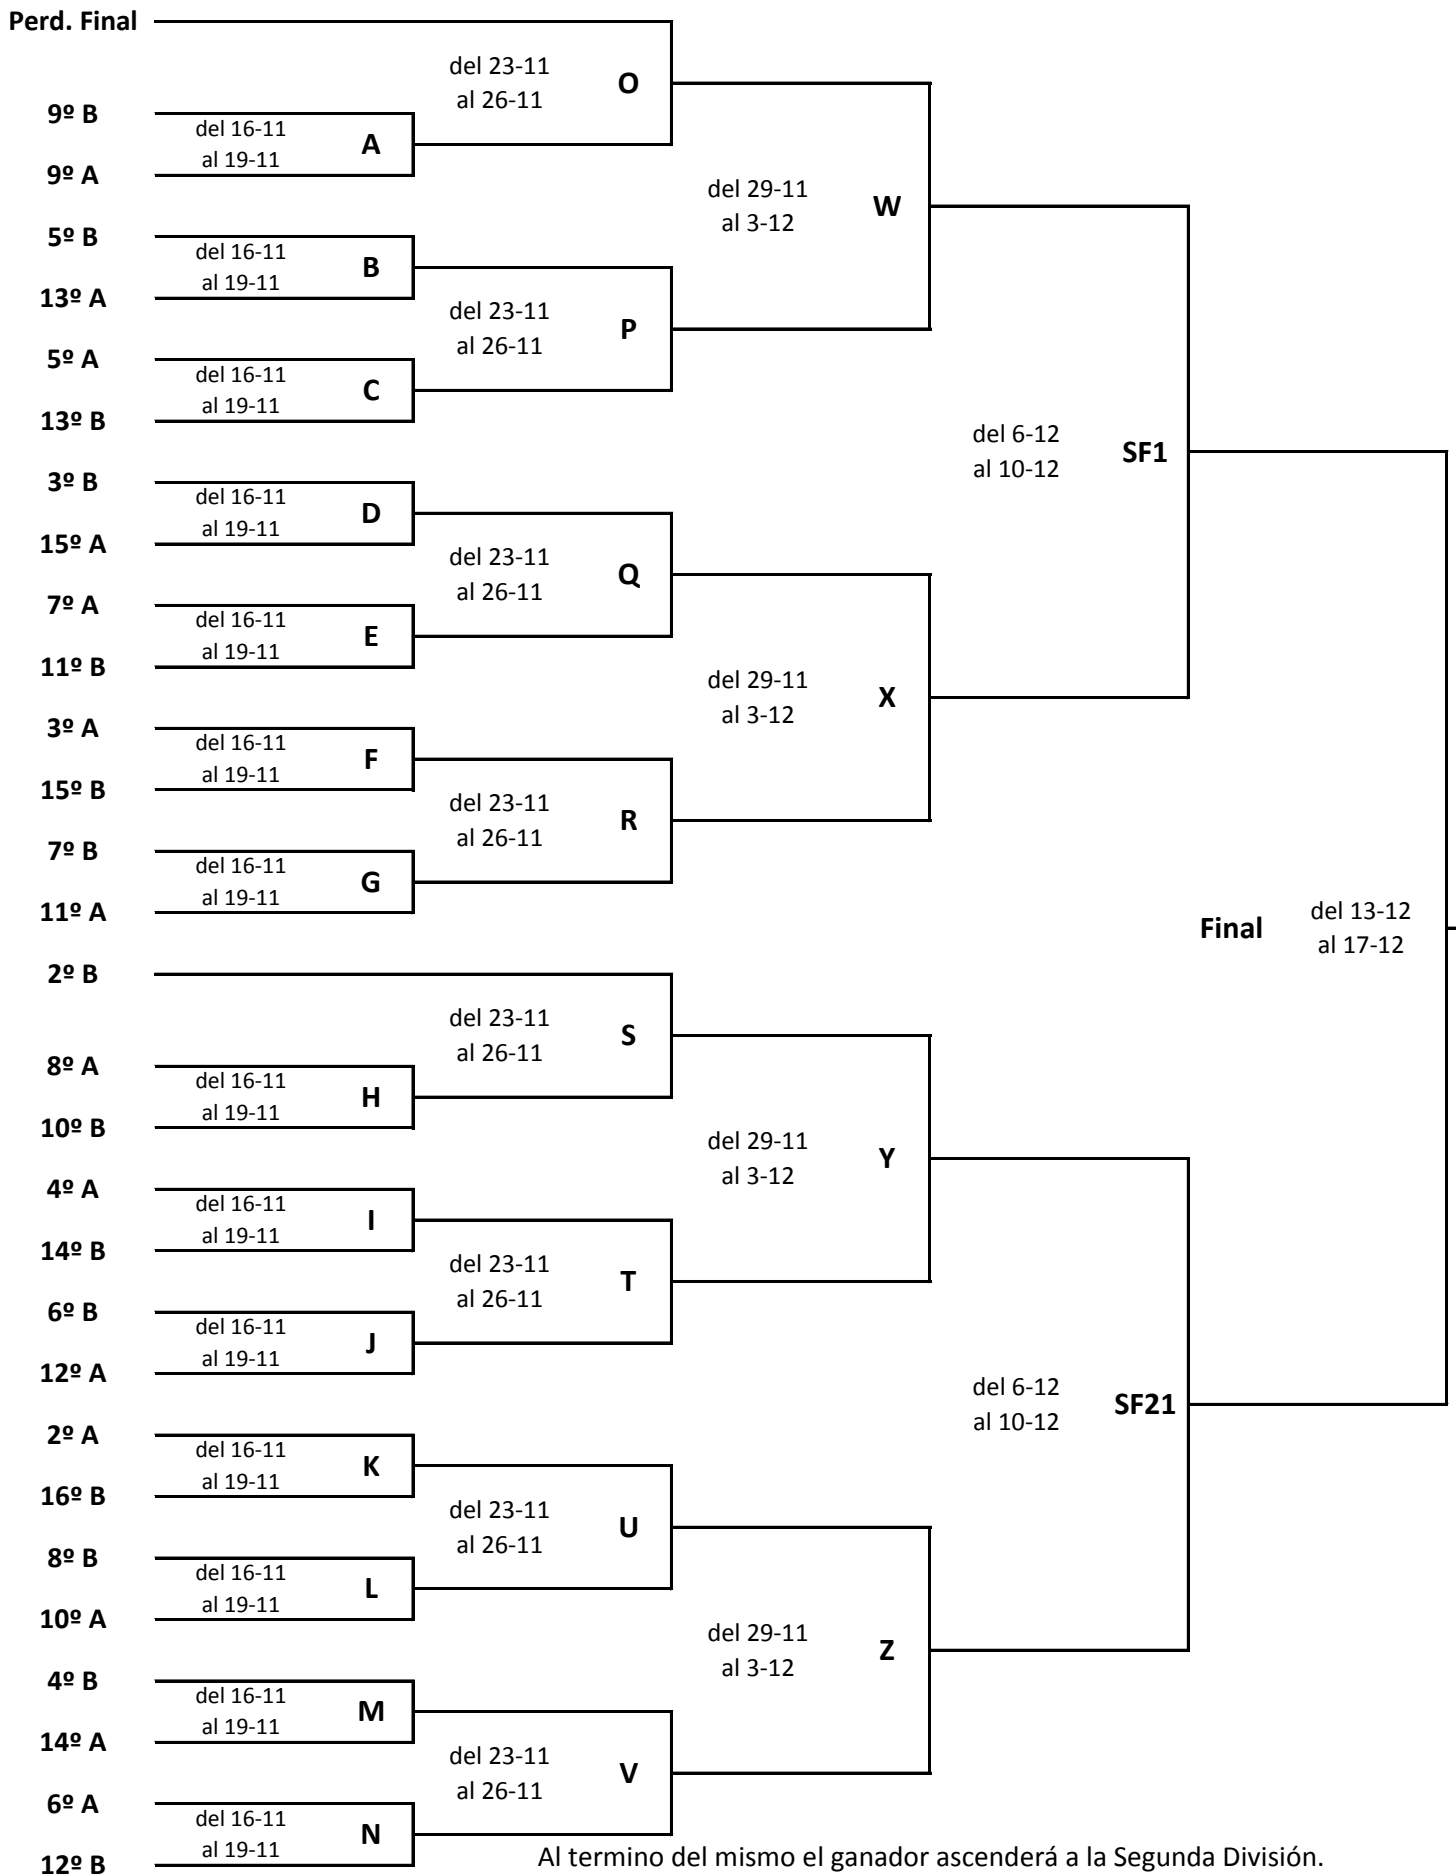 Perd. Final
del 23-11
al 26-11
O
9º B
9º A
del 16-11
al 19-11
A
del 29-11
al 3-12
W
5º B
13º A
del 16-11
al 19-11
B
del 23-11
al 26-11
P
5º A
13º B
del 16-11
al 19-11
C
del 6-12
al 10-12
SF1
3º B
15º A
del 16-11
al 19-11
D
del 23-11
al 26-11
Q
7º A
11º B
del 16-11
al 19-11
E
del 29-11
al 3-12
X
3º A
15º B
del 16-11
al 19-11
F
del 23-11
al 26-11
R
7º B
11º A
del 16-11
al 19-11
G
Final
del 13-12
al 17-12
2º B
del 23-11
al 26-11
S
8º A
10º B
del 16-11
al 19-11
H
del 29-11
al 3-12
Y
4º A
14º B
del 16-11
al 19-11
I
del 23-11
al 26-11
T
6º B
12º A
del 16-11
al 19-11
J
del 6-12
al 10-12
SF21
2º A
16º B
del 16-11
al 19-11
K
del 23-11
al 26-11
U
8º B
10º A
del 16-11
al 19-11
L
del 29-11
al 3-12
Z
4º B
14º A
del 16-11
al 19-11
M
del 23-11
al 26-11
V
6º A
12º B
del 16-11
al 19-11
N
Al termino del mismo el ganador ascenderá a la Segunda División.